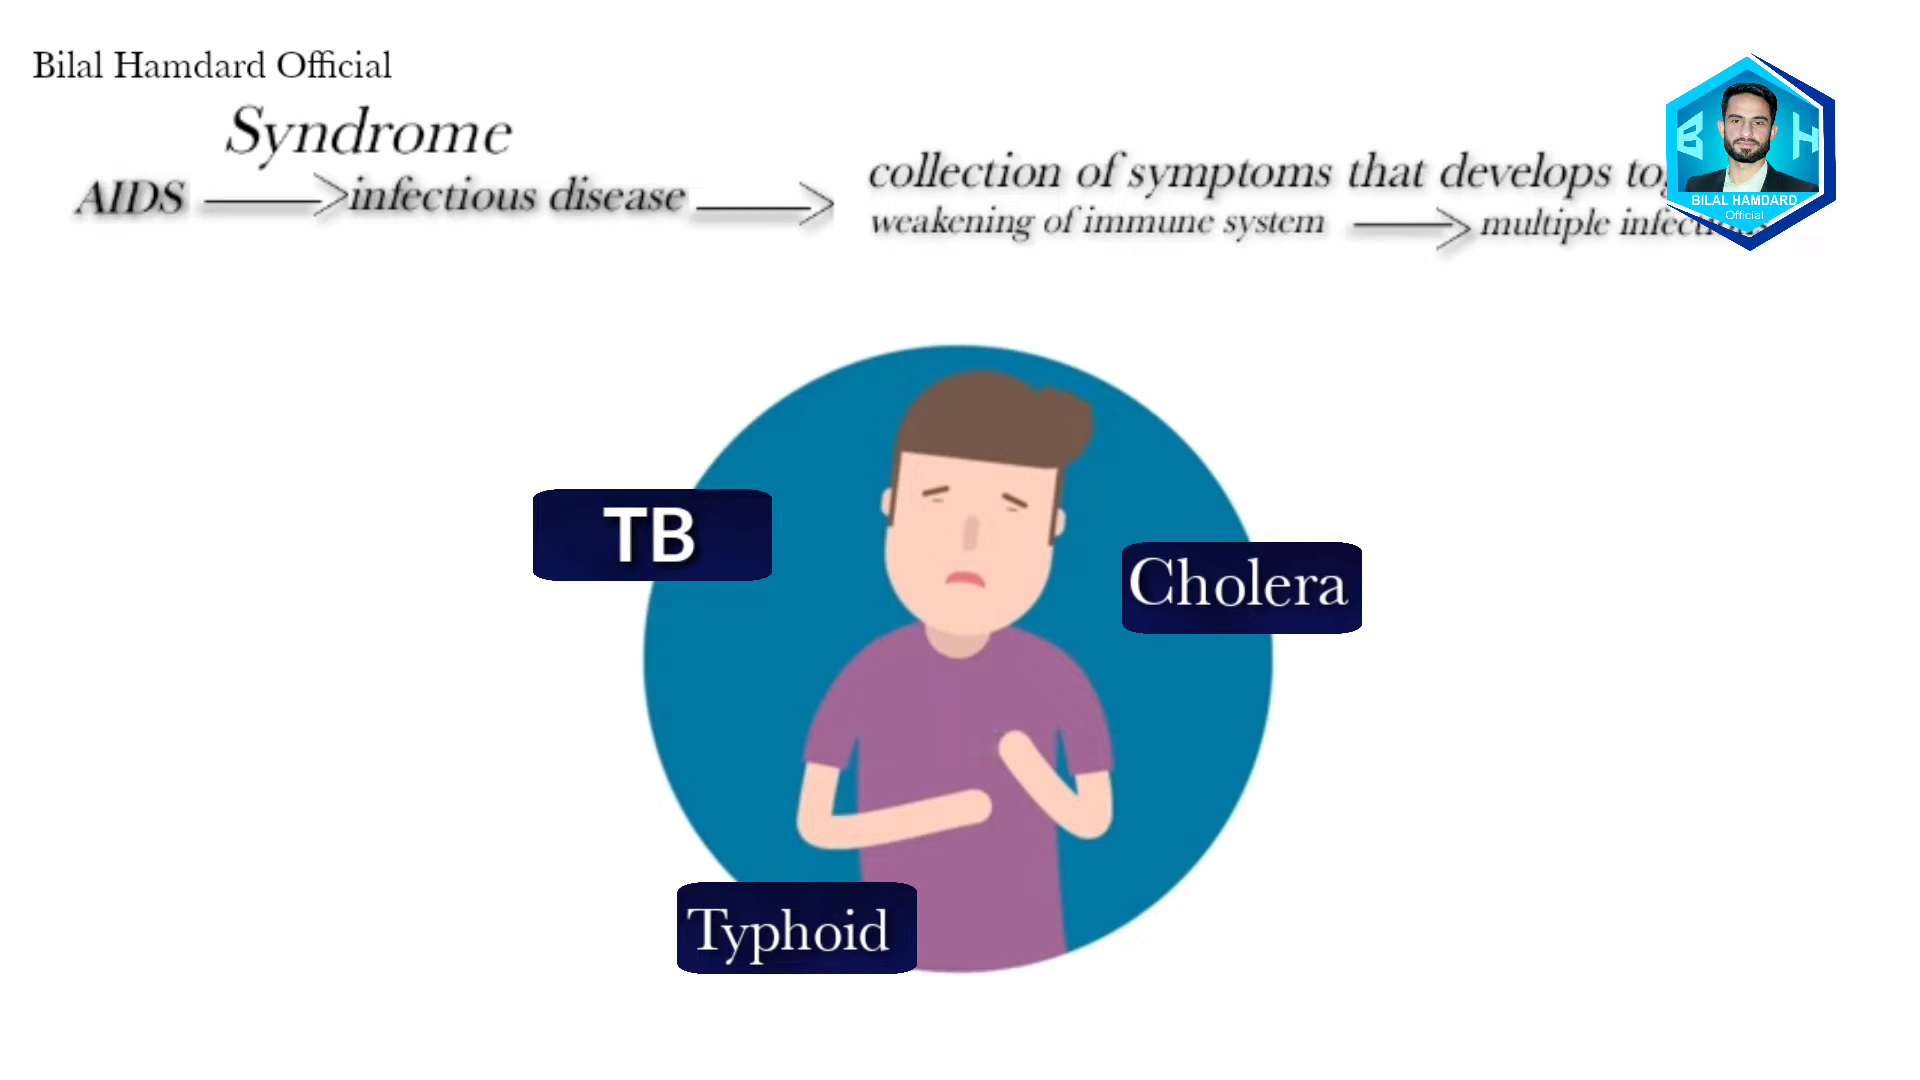 Bilal Hamdard Official
Syndrome
AIDS infectious disease
collection of symptoms that develops
weakening of immune system multiple
B H
BILAL HAMDARD
Official
TB
Cholera
Typhoid